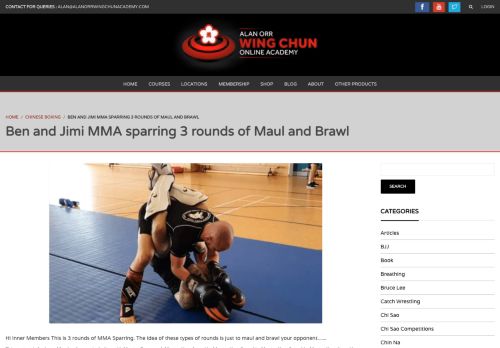 CONTACT FOR QUERIES : ALAN@ALANORRWINGCHUNACADEMY.COM
LOGIN
ALAN ORR
WING CHUN
ONLINE ACADEMY
HOME COURSES LOCATIONS MEMBERSHIP SHOP BLOG ABOUT OTHER PRODUCTS
HOME / CHINESE BOXING / BEN AND JIMI MMA SPARRING 3 ROUNDS OF MAUL AND BRAWL
Ben and Jimi MMA sparring 3 rounds of Maul and Brawl
SEARCH
CATEGORIES
Articles
BJJ
Book
Breathing
Bruce Lee
Catch Wrestling
Chi Sao
Chi Sao Competitions
Chin Na
Hi Inner Members This is 3 rounds of MMA Sparring. The idea of these types of rounds is just to maul and brawl your opponent……